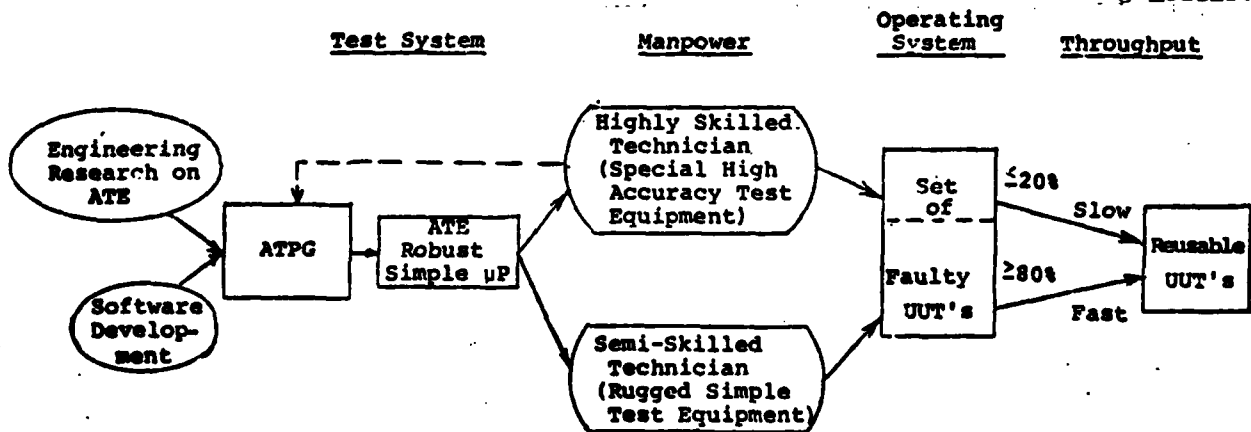 Test System
Manpower
Operating
System
Throughput
Engineering
Research on
ATE
Software
Develop-
ment
ATPG
ATE
Robust
Simple µP
Highly Skilled
Technician
(Special High
Accuracy Test
Equipment)
Semi-Skilled
Technician
(Rugged Simple
Test Equipment)
Set
of
Faulty
UUT's
≤20%
Slow
≥80%
Fast
Reusable
UUT's